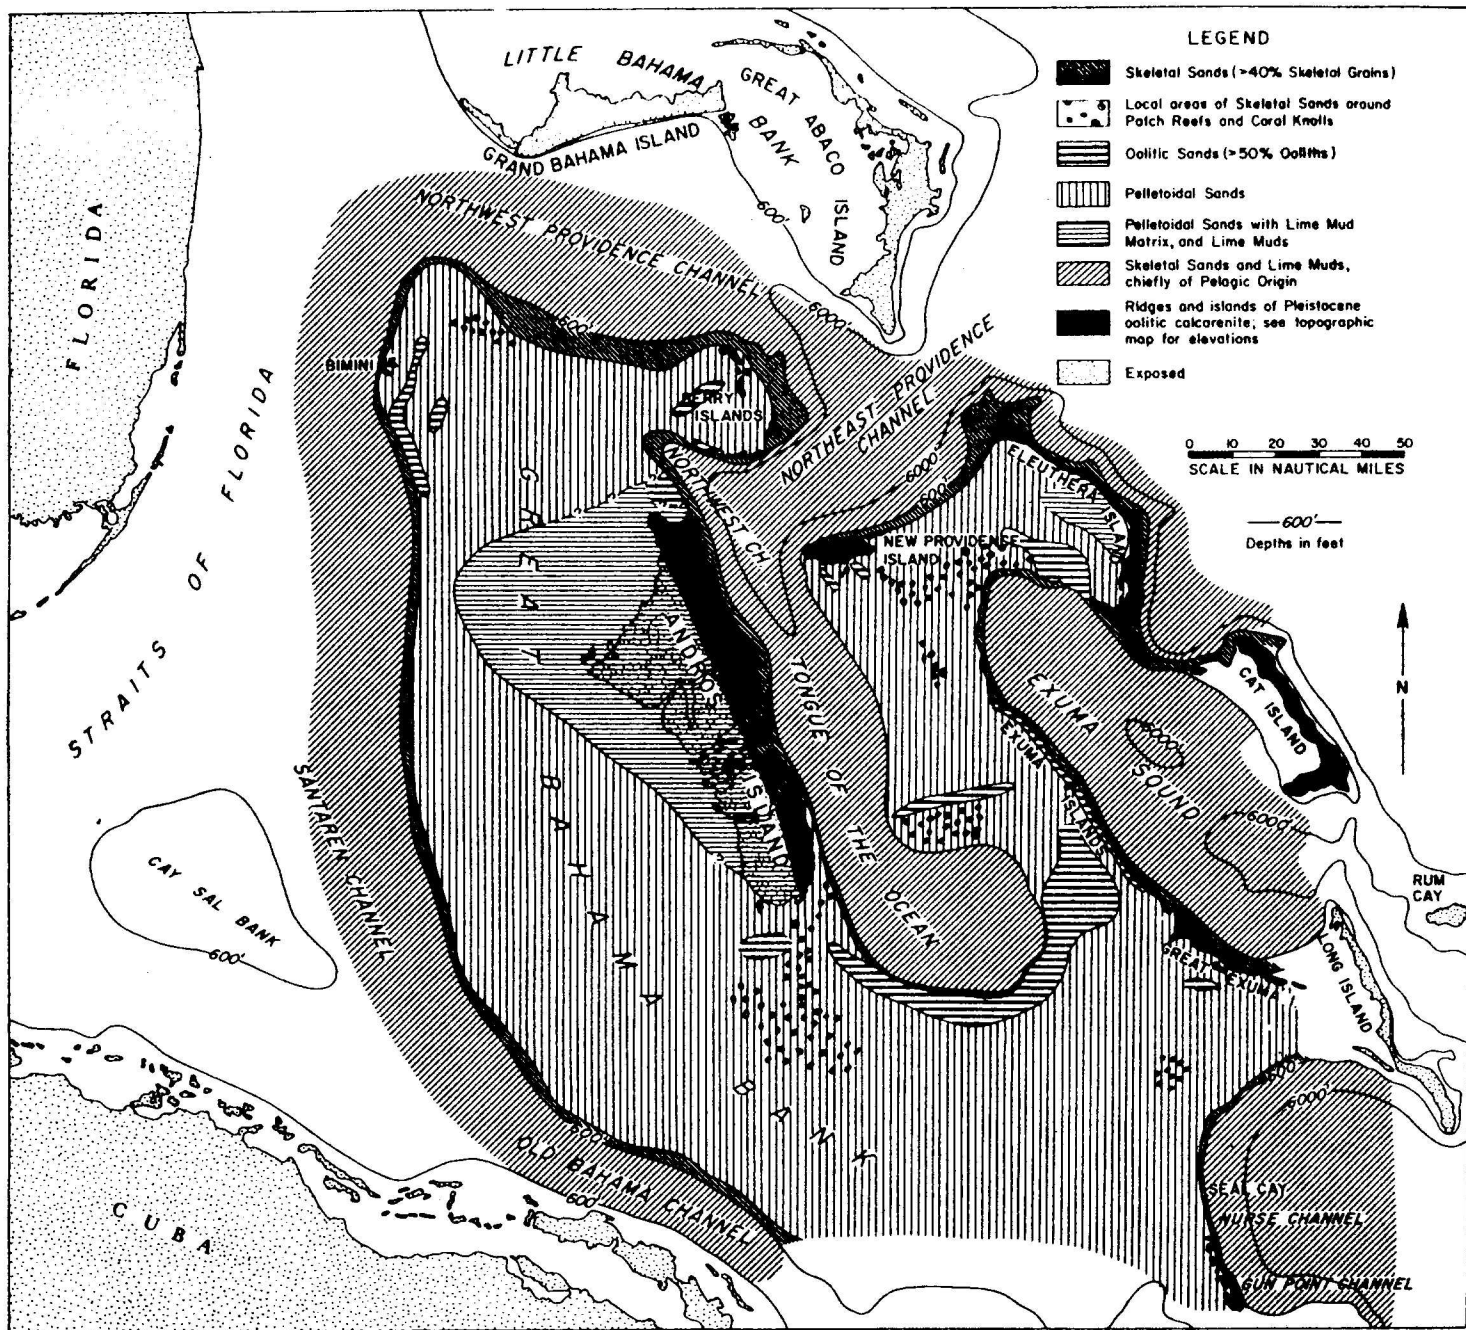 LEGEND
Skeletal Sands (>40% Skeletal Grains)
Local areas of Skeletal Sands around
Patch Reefs and Coral Knolls
Oolitic Sands (>50% Ooliths)
Pelletoidal Sands
Pelletoidal Sands with Lime Mud
Matrix, and Lime Muds
Skeletal Sands and Lime Muds,
chiefly of Pelagic Origin
Ridges and islands of Pleistocene
oolitic calcarenite; see topographic
map for elevations
Exposed
0 10 20 30 40 50
SCALE IN NAUTICAL MILES
600'
Depths in feet
N
LITTLE BAHAMA BANK
GREAT ABACO ISLAND
GRAND BAHAMA ISLAND
600'
FLORIDA
NORTHWEST PROVIDENCE CHANNEL
6000'
600'
BIMINI
BERRY ISLANDS
NORTHEAST PROVIDENCE CHANNEL
6000'
600'
STRAITS OF FLORIDA
NORTHWEST CH
ELEUTHERA ISLAND
NEW PROVIDENCE
ISLAND
GREAT BAHAMA BANK
ANDROS ISLAND
TONGUE OF THE OCEAN
EXUMA SOUND
6000'
EXUMA ISLANDS
CAT ISLAND
6000'
SANTAREN CHANNEL
CAY SAL BANK
600'
RUM
CAY
LONG ISLAND
GREAT EXUMA
600'
6000'
600'
OLD BAHAMA CHANNEL
600'
CUBA
SEAL CAY
NURSE CHANNEL
GUN POINT CHANNEL